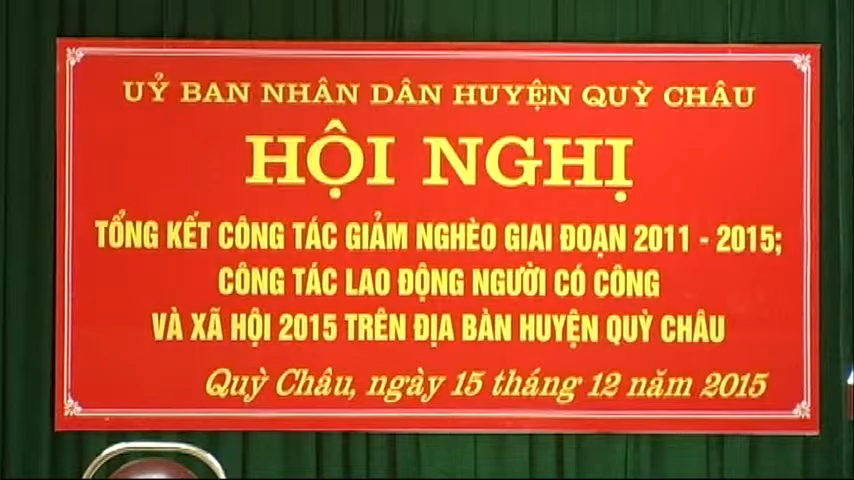 UỶ BAN NHÂN DÂN HUYỆN QUỲ CHÂU
HỘI NGHỊ
TỔNG KẾT CÔNG TÁC GIẢM NGHÈO GIAI ĐOẠN 2011 - 2015;
CÔNG TÁC LAO ĐỘNG NGƯỜI CÓ CÔNG
VÀ XÃ HỘI 2015 TRÊN ĐỊA BÀN HUYỆN QUỲ CHÂU
Quỳ Châu, ngày 15 tháng 12 năm 2015